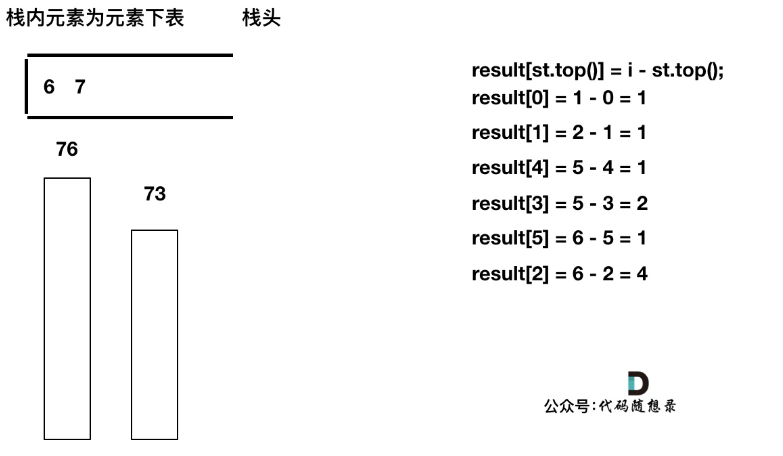 栈内元素为元素下表 栈头
6 7
76
73
result[st.top()] = i - st.top();
result[0] = 1 - 0 = 1
result[1] = 2 - 1 = 1
result[4] = 5 - 4 = 1
result[3] = 5 - 3 = 2
result[5] = 6 - 5 = 1
result[2] = 6 - 2 = 4
D
公众号:代码随想录